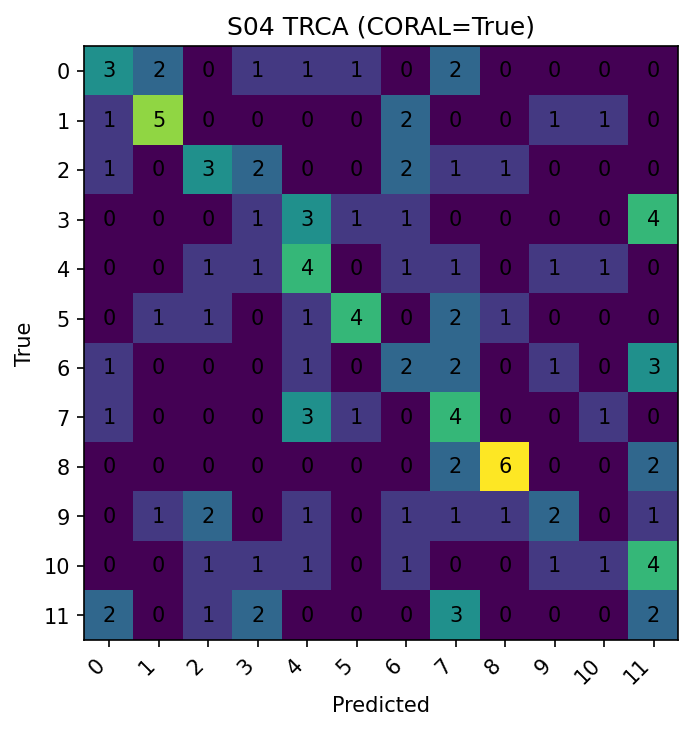 S04 TRCA (CORAL=True)
0 3 2 0 1 1 1 0 2 0 0 0 0
1 1 5 0 0 0 0 2 0 0 1 1 0
2 1 0 3 2 0 0 2 1 1 0 0 0
3 0 0 0 1 3 1 1 0 0 0 0 4
4 0 0 1 1 4 0 1 1 0 1 1 0
5 0 1 1 0 1 4 0 2 1 0 0 0
6 1 0 0 0 1 0 2 2 0 1 0 3
7 1 0 0 0 3 1 0 4 0 0 1 0
8 0 0 0 0 0 0 0 2 6 0 0 2
9 0 1 2 0 1 0 1 1 1 2 0 1
10 0 0 1 1 1 0 1 0 0 1 1 4
11 2 0 1 2 0 0 0 3 0 0 0 2
0 1 2 3 4 5 6 7 8 9 10 11
Predicted
True